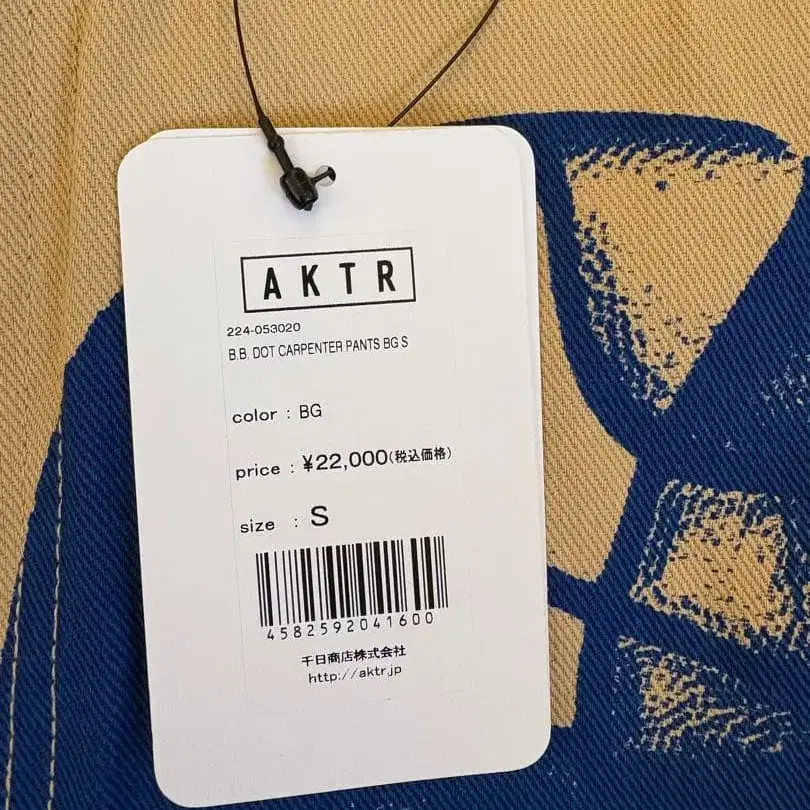 AKTR
224-053020
B.B. DOT CARPENTER PANTS BG S
color : BG
price : ¥22,000(税込価格)
size : S
4582592041600
千日商店株式会社
http://aktr.jp